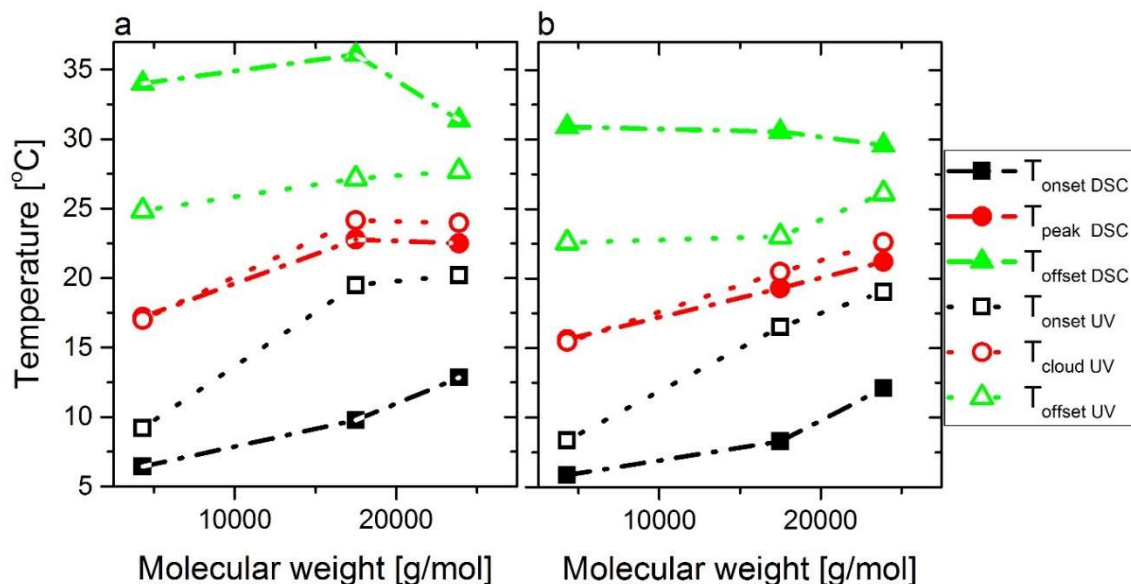 a
b
35
30
25
20
15
10
5
Temperature [°C]
10000 20000
10000 20000
Molecular weight [g/mol]
Molecular weight [g/mol]
T onset DSC
T peak DSC
T offset DSC
T onset UV
T cloud UV
T offset UV